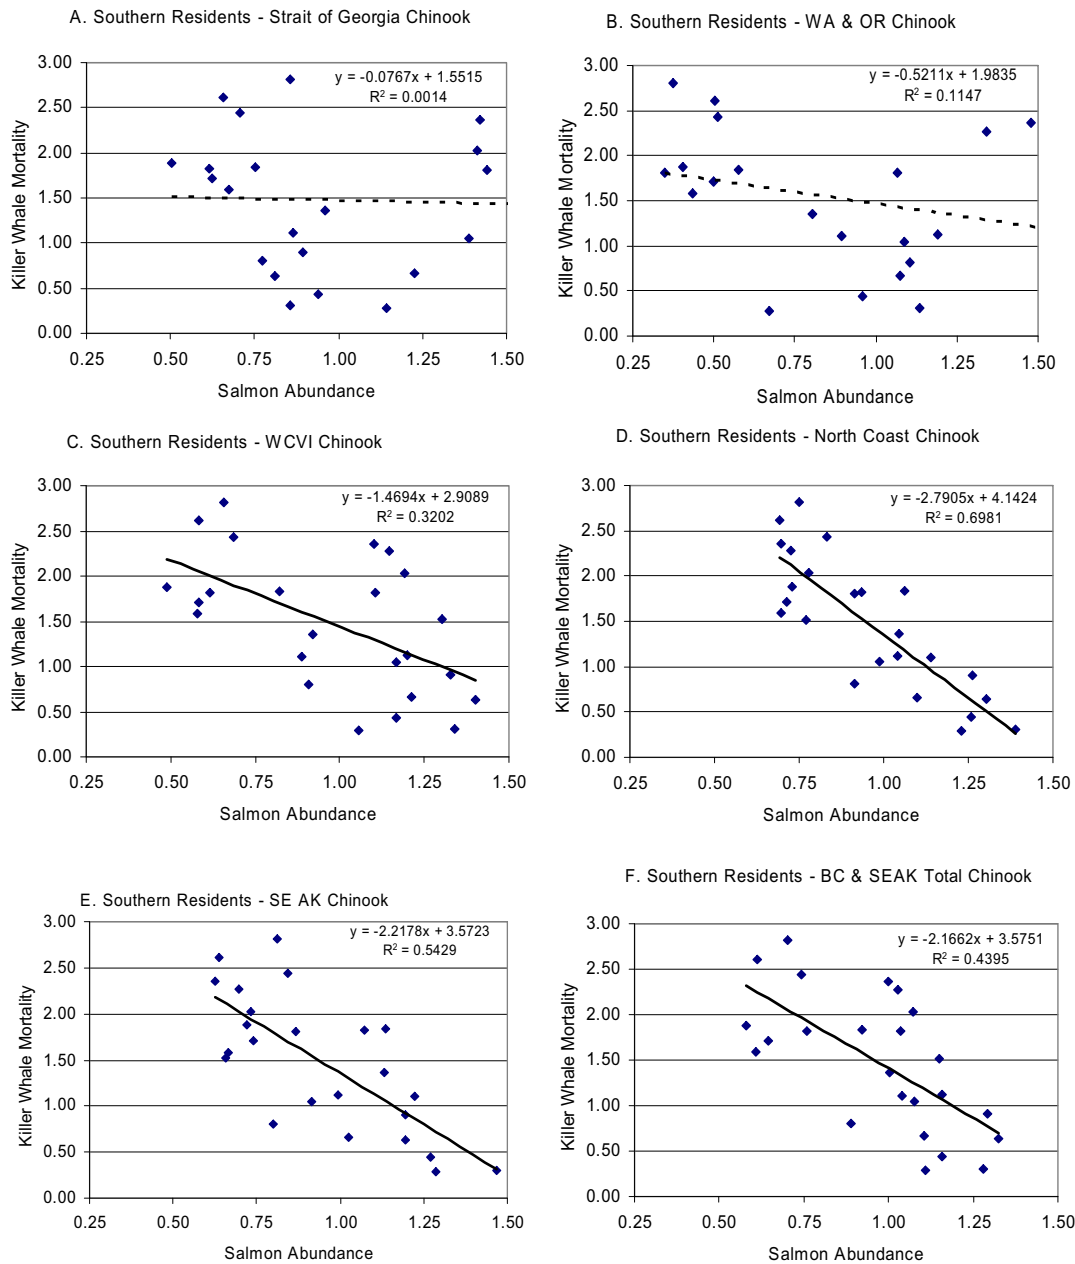 A. Southern Residents - Strait of Georgia Chinook
y = -0.0767x + 1.5515
R² = 0.0014
Killer Whale Mortality
3.00
2.50
2.00
1.50
1.00
0.50
0.00
0.25 0.50 0.75 1.00 1.25 1.50
Salmon Abundance
B. Southern Residents - WA & OR Chinook
y = -0.5211x + 1.9835
R² = 0.1147
Killer Whale Mortality
3.00
2.50
2.00
1.50
1.00
0.50
0.00
0.25 0.50 0.75 1.00 1.25 1.50
Salmon Abundance
C. Southern Residents - WCVI Chinook
y = -1.4694x + 2.9089
R² = 0.3202
Killer Whale Mortality
3.00
2.50
2.00
1.50
1.00
0.50
0.00
0.25 0.50 0.75 1.00 1.25 1.50
Salmon Abundance
D. Southern Residents - North Coast Chinook
y = -2.7905x + 4.1424
R² = 0.6981
Killer Whale Mortality
3.00
2.50
2.00
1.50
1.00
0.50
0.00
0.25 0.50 0.75 1.00 1.25 1.50
Salmon Abundance
E. Southern Residents - SE AK Chinook
y = -2.2178x + 3.5723
R² = 0.5429
Killer Whale Mortality
3.00
2.50
2.00
1.50
1.00
0.50
0.00
0.25 0.50 0.75 1.00 1.25 1.50
Salmon Abundance
F. Southern Residents - BC & SEAK Total Chinook
y = -2.1662x + 3.5751
R² = 0.4395
Killer Whale Mortality
3.00
2.50
2.00
1.50
1.00
0.50
0.00
0.25 0.50 0.75 1.00 1.25 1.50
Salmon Abundance